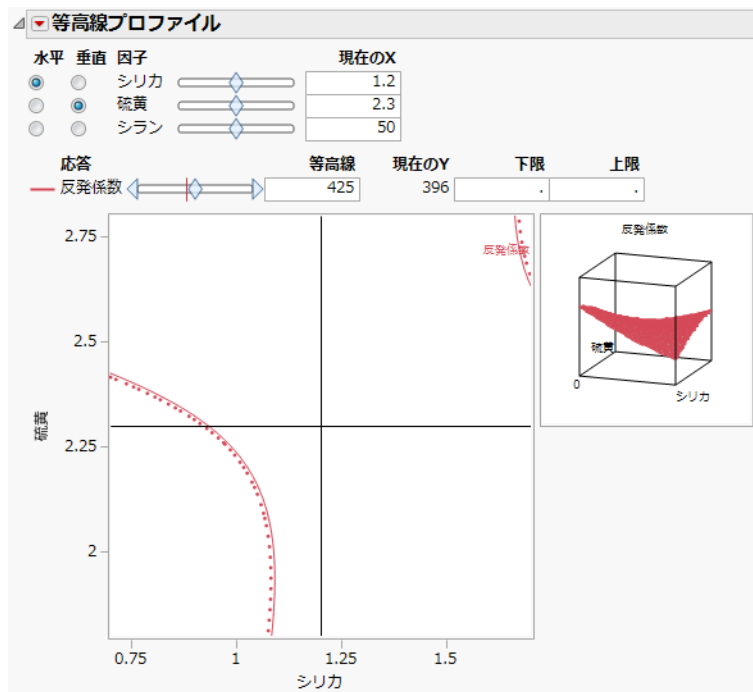 等高線プロファイル
水平 垂直 因子 現在のX
シリカ 1.2
硫黄 2.3
シラン 50
応答 等高線 現在のY 下限 上限
反発係数 425 396 . .
反発係数
2.75
反発係数
2.5
硫黄
2.25
2
0.75 1 1.25 1.5
シリカ
硫黄
0
シリカ